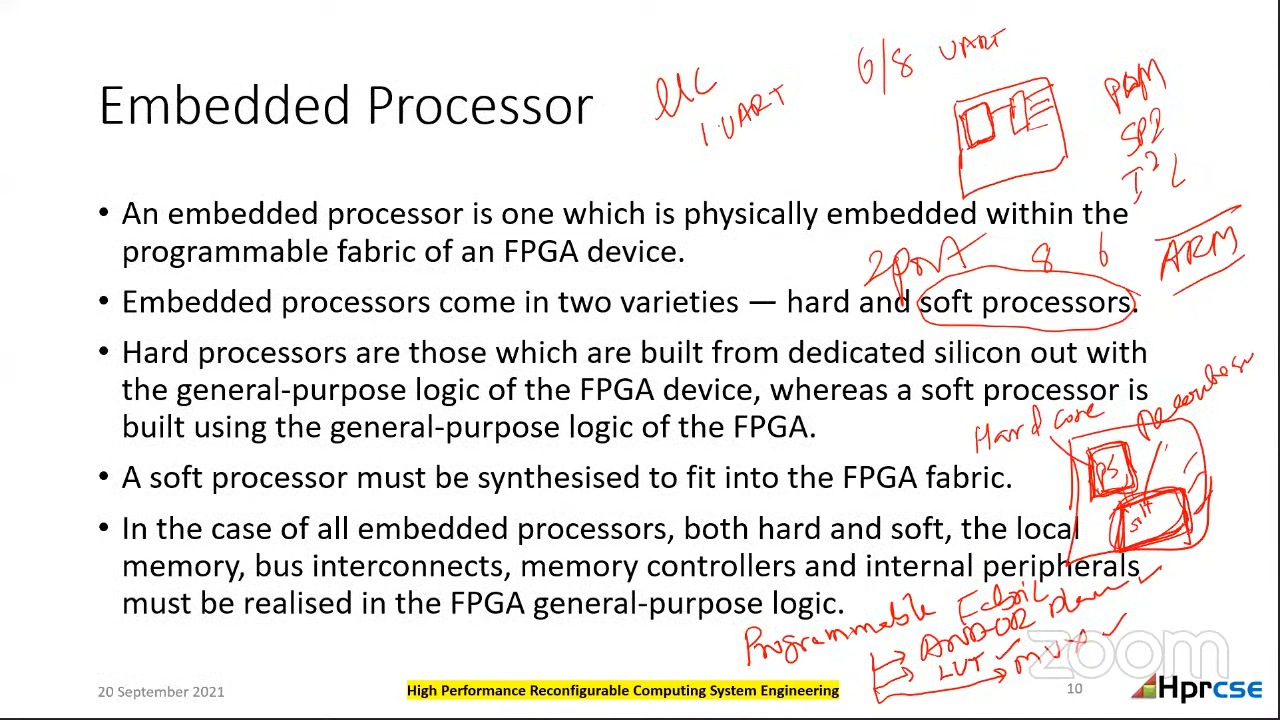 6/8 UART
µC
1 UART
PWM
SPI
I²C
Embedded Processor
• An embedded processor is one which is physically embedded within the
programmable fabric of an FPGA device.
2 port
8 6
ARM
• Embedded processors come in two varieties — hard and soft processors.
• Hard processors are those which are built from dedicated silicon out with
the general-purpose logic of the FPGA device, whereas a soft processor is
built using the general-purpose logic of the FPGA.
Hard core
PS
soft
• A soft processor must be synthesised to fit into the FPGA fabric.
• In the case of all embedded processors, both hard and soft, the local
memory, bus interconnects, memory controllers and internal peripherals
must be realised in the FPGA general-purpose logic.
Programmable Fabric
AND-OR plane
LUT
MUX
zoom
20 September 2021
High Performance Reconfigurable Computing System Engineering
10
Hprcse